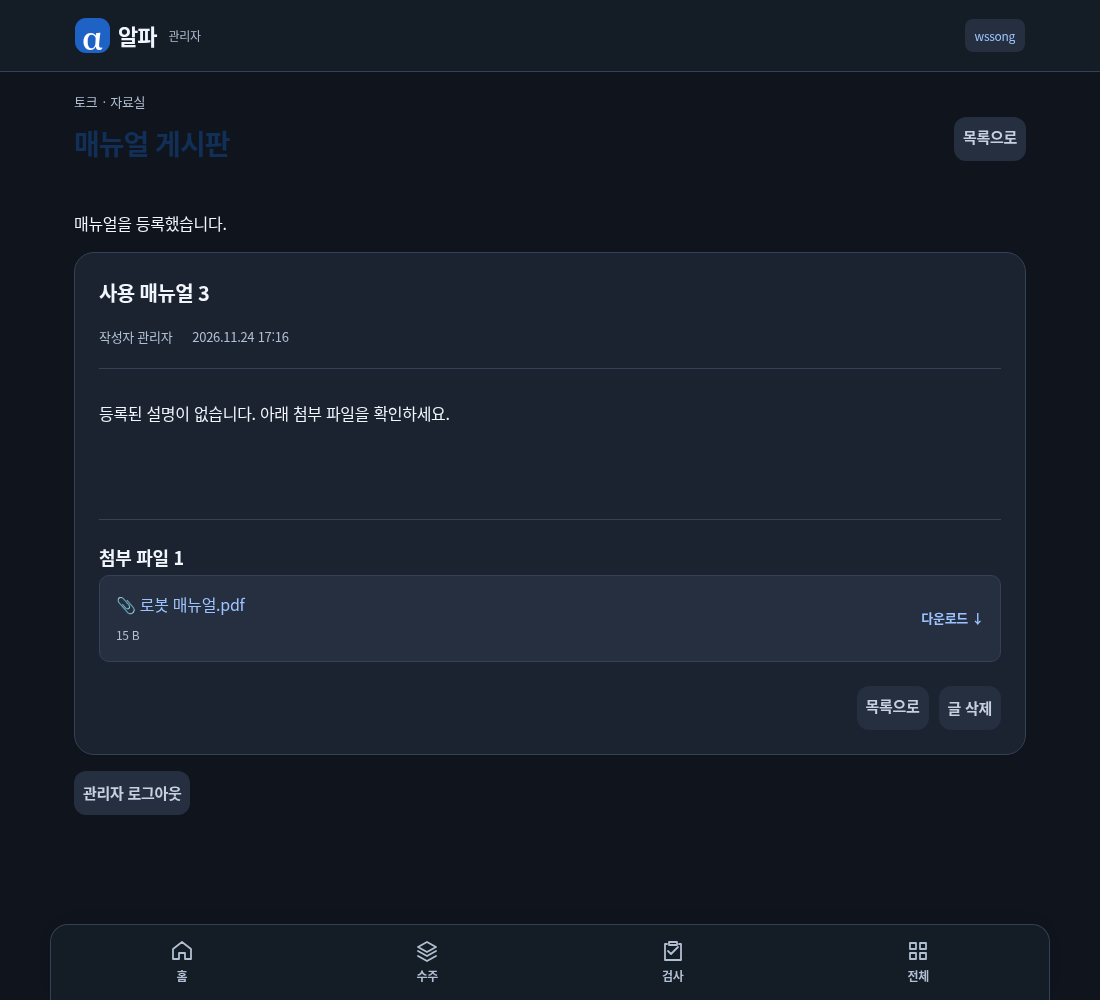 α 알파 관리자
wssong
토크 · 자료실
매뉴얼 게시판
목록으로
매뉴얼을 등록했습니다.
사용 매뉴얼 3
작성자 관리자 2026.11.24 17:16
등록된 설명이 없습니다. 아래 첨부 파일을 확인하세요.
첨부 파일 1
📎 로봇 매뉴얼.pdf
15 B
다운로드 ↓
목록으로
글 삭제
관리자 로그아웃
홈
수주
검사
전체